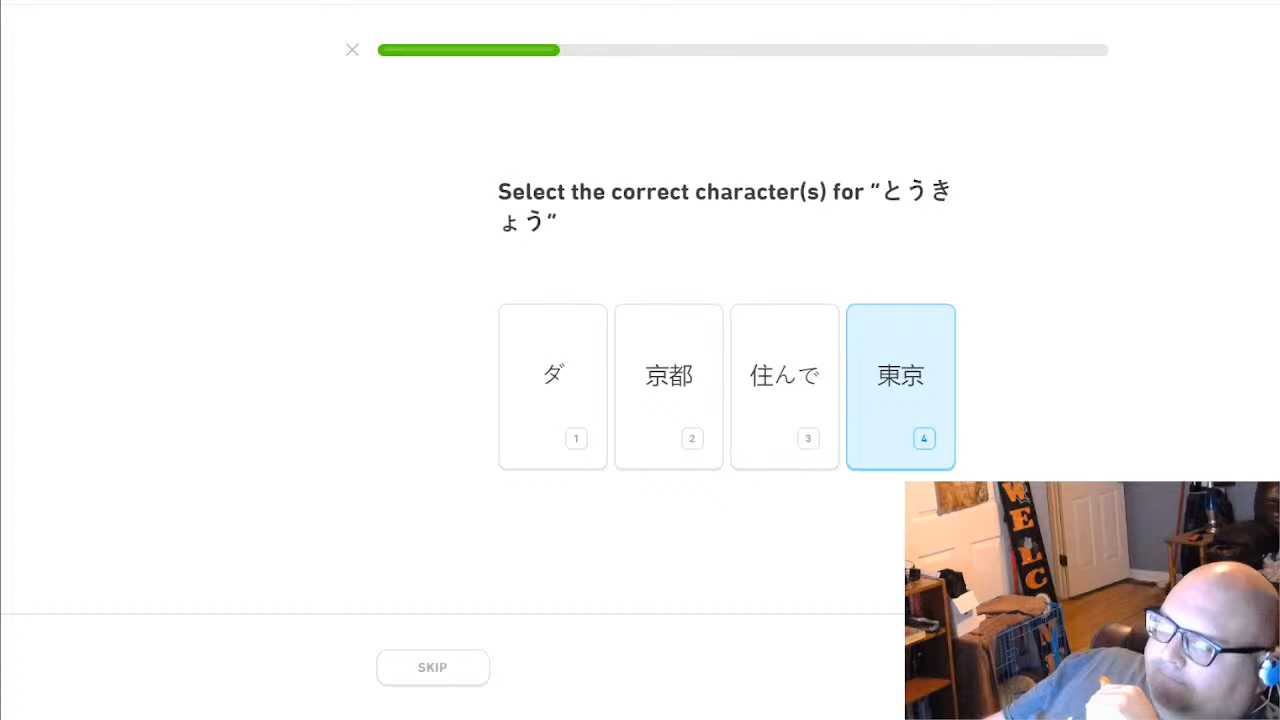 Select the correct character(s) for “とうき
ょう”
ダ
1
京都
2
住んで
3
東京
4
SKIP
WELC